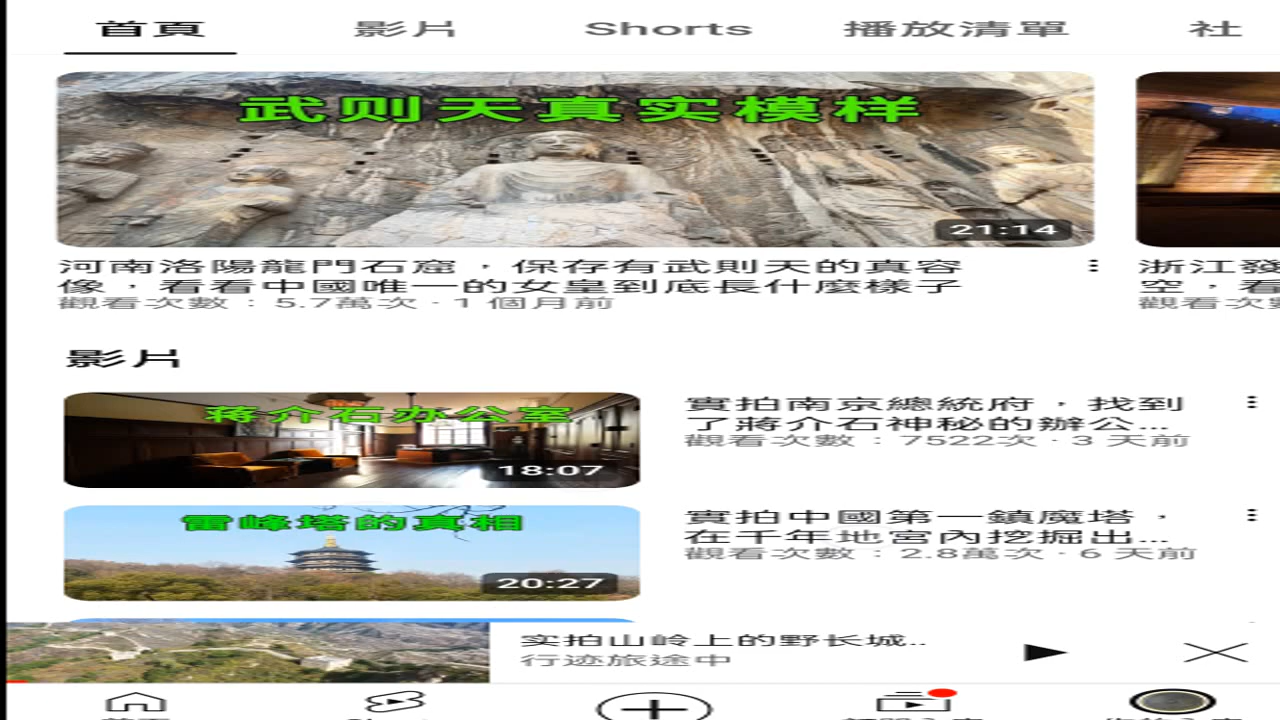 首頁 影片 Shorts 播放清單 社
武则天真实模样
21:14
河南洛陽龍門石窟，保存有武則天的真容
像，看看中國唯一的女皇到底長什麼樣子
觀看次數：5.7萬次·1 個月前
浙江發
空，看
觀看次
影片
蒋介石办公室
18:07
實拍南京總統府，找到
了蔣介石神秘的辦公...
觀看次數：7522次·3 天前
雷峰塔的真相
20:27
實拍中國第一鎮魔塔，
在千年地宮內挖掘出...
觀看次數：2.8萬次·6 天前
实拍山岭上的野长城..
行迹旅途中